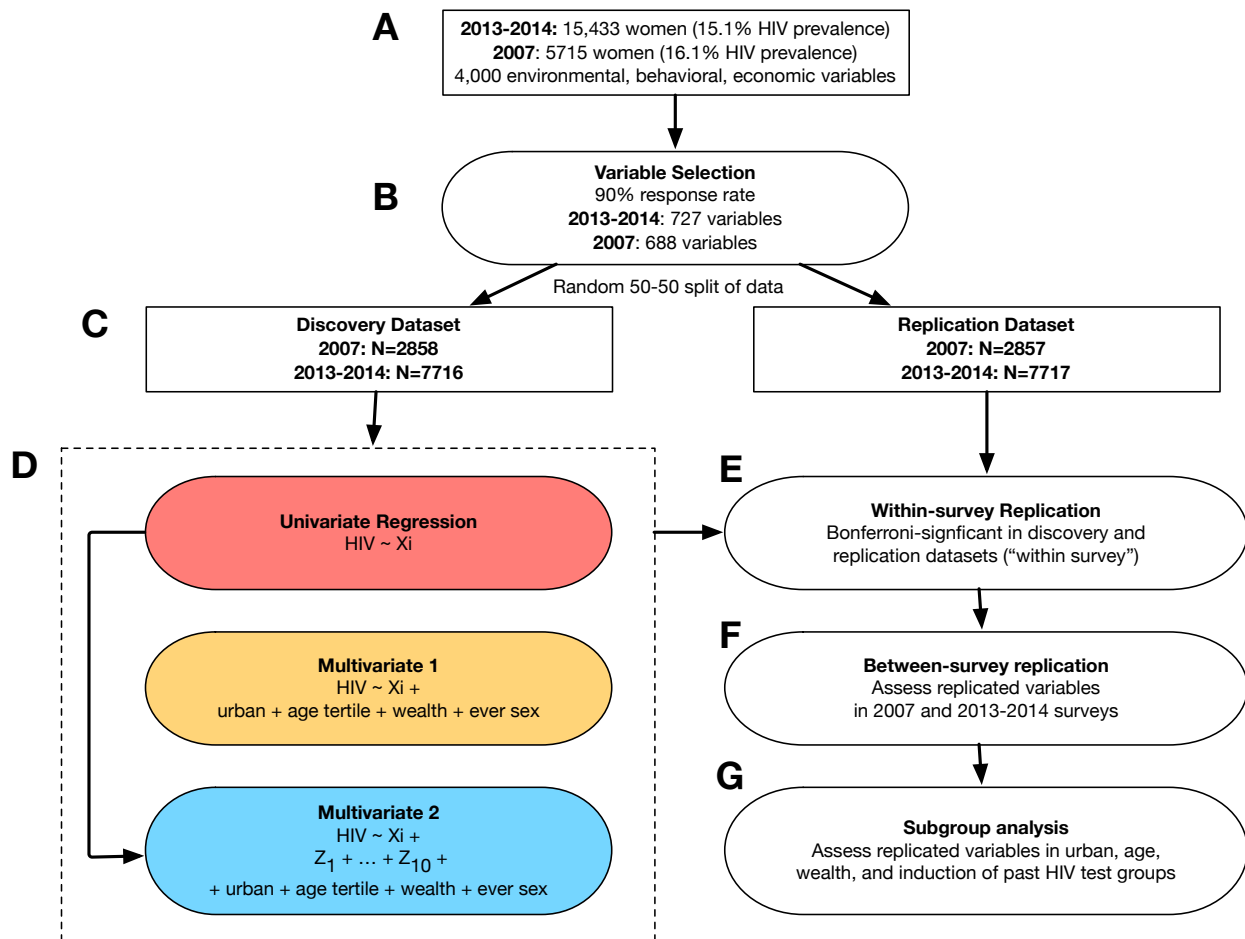 A
2013-2014: 15,433 women (15.1% HIV prevalence)
2007: 5715 women (16.1% HIV prevalence)
4,000 environmental, behavioral, economic variables
B
Variable Selection
90% response rate
2013-2014: 727 variables
2007: 688 variables
Random 50-50 split of data
C
Discovery Dataset
2007: N=2858
2013-2014: N=7716
Replication Dataset
2007: N=2857
2013-2014: N=7717
D
Univariate Regression
HIV ~ Xi
Multivariate 1
HIV ~ Xi +
urban + age tertile + wealth + ever sex
Multivariate 2
HIV ~ Xi +
Z1 + ... + Z10 +
+ urban + age tertile + wealth + ever sex
E
Within-survey Replication
Bonferroni-signficant in discovery and
replication datasets (“within survey”)
F
Between-survey replication
Assess replicated variables
in 2007 and 2013-2014 surveys
G
Subgroup analysis
Assess replicated variables in urban, age,
wealth, and induction of past HIV test groups